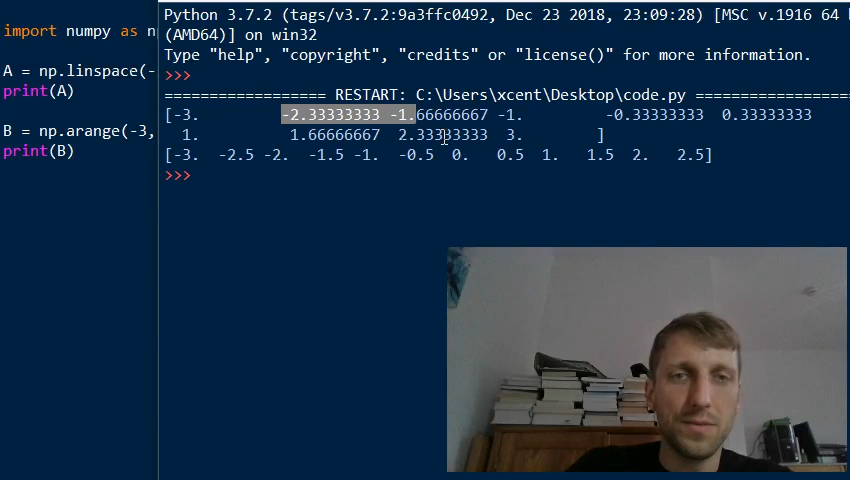 import numpy as n
A = np.linspace(-
print(A)
B = np.arange(-3,
print(B)
Python 3.7.2 (tags/v3.7.2:9a3ffc0492, Dec 23 2018, 23:09:28) [MSC v.1916 64
(AMD64)] on win32
Type "help", "copyright", "credits" or "license()" for more information.
>>>
================== RESTART: C:\Users\xcent\Desktop\code.py =================
[-3. -2.33333333 -1.66666667 -1. -0.33333333 0.33333333
1. 1.66666667 2.33333333 3. ]
[-3. -2.5 -2. -1.5 -1. -0.5 0. 0.5 1. 1.5 2. 2.5]
>>>